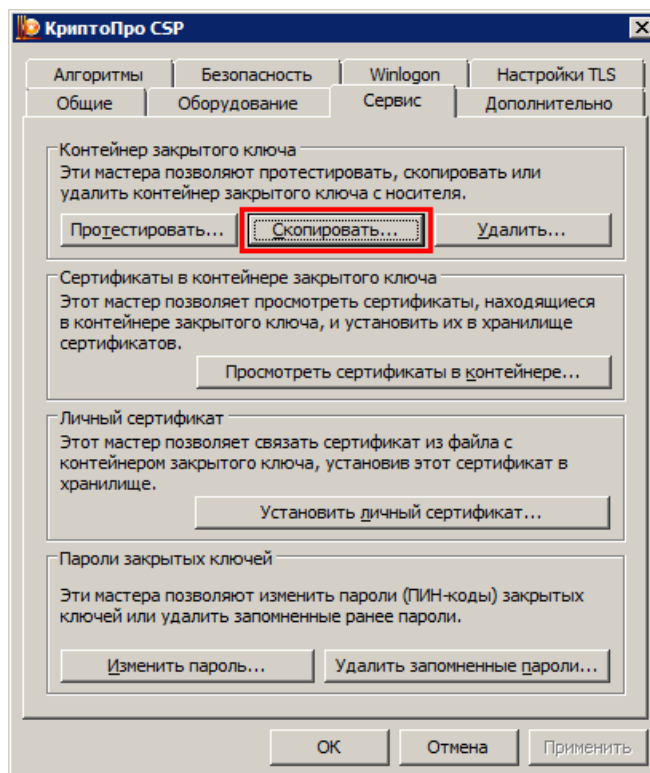 КриптоПро CSP
Алгоритмы Безопасность Winlogon Настройки TLS
Общие Оборудование Сервис Дополнительно
Контейнер закрытого ключа
Эти мастера позволяют протестировать, скопировать или
удалить контейнер закрытого ключа с носителя.
Протестировать... Скопировать... Удалить...
Сертификаты в контейнере закрытого ключа
Этот мастер позволяет просмотреть сертификаты, находящиеся
в контейнере закрытого ключа, и установить их в хранилище
сертификатов.
Просмотреть сертификаты в контейнере...
Личный сертификат
Этот мастер позволяет связать сертификат из файла с
контейнером закрытого ключа, установив этот сертификат в
хранилище.
Установить личный сертификат...
Пароли закрытых ключей
Эти мастера позволяют изменить пароли (ПИН-коды) закрытых
ключей или удалить запомненные ранее пароли.
Изменить пароль... Удалить запомненные пароли...
ОК Отмена Применить